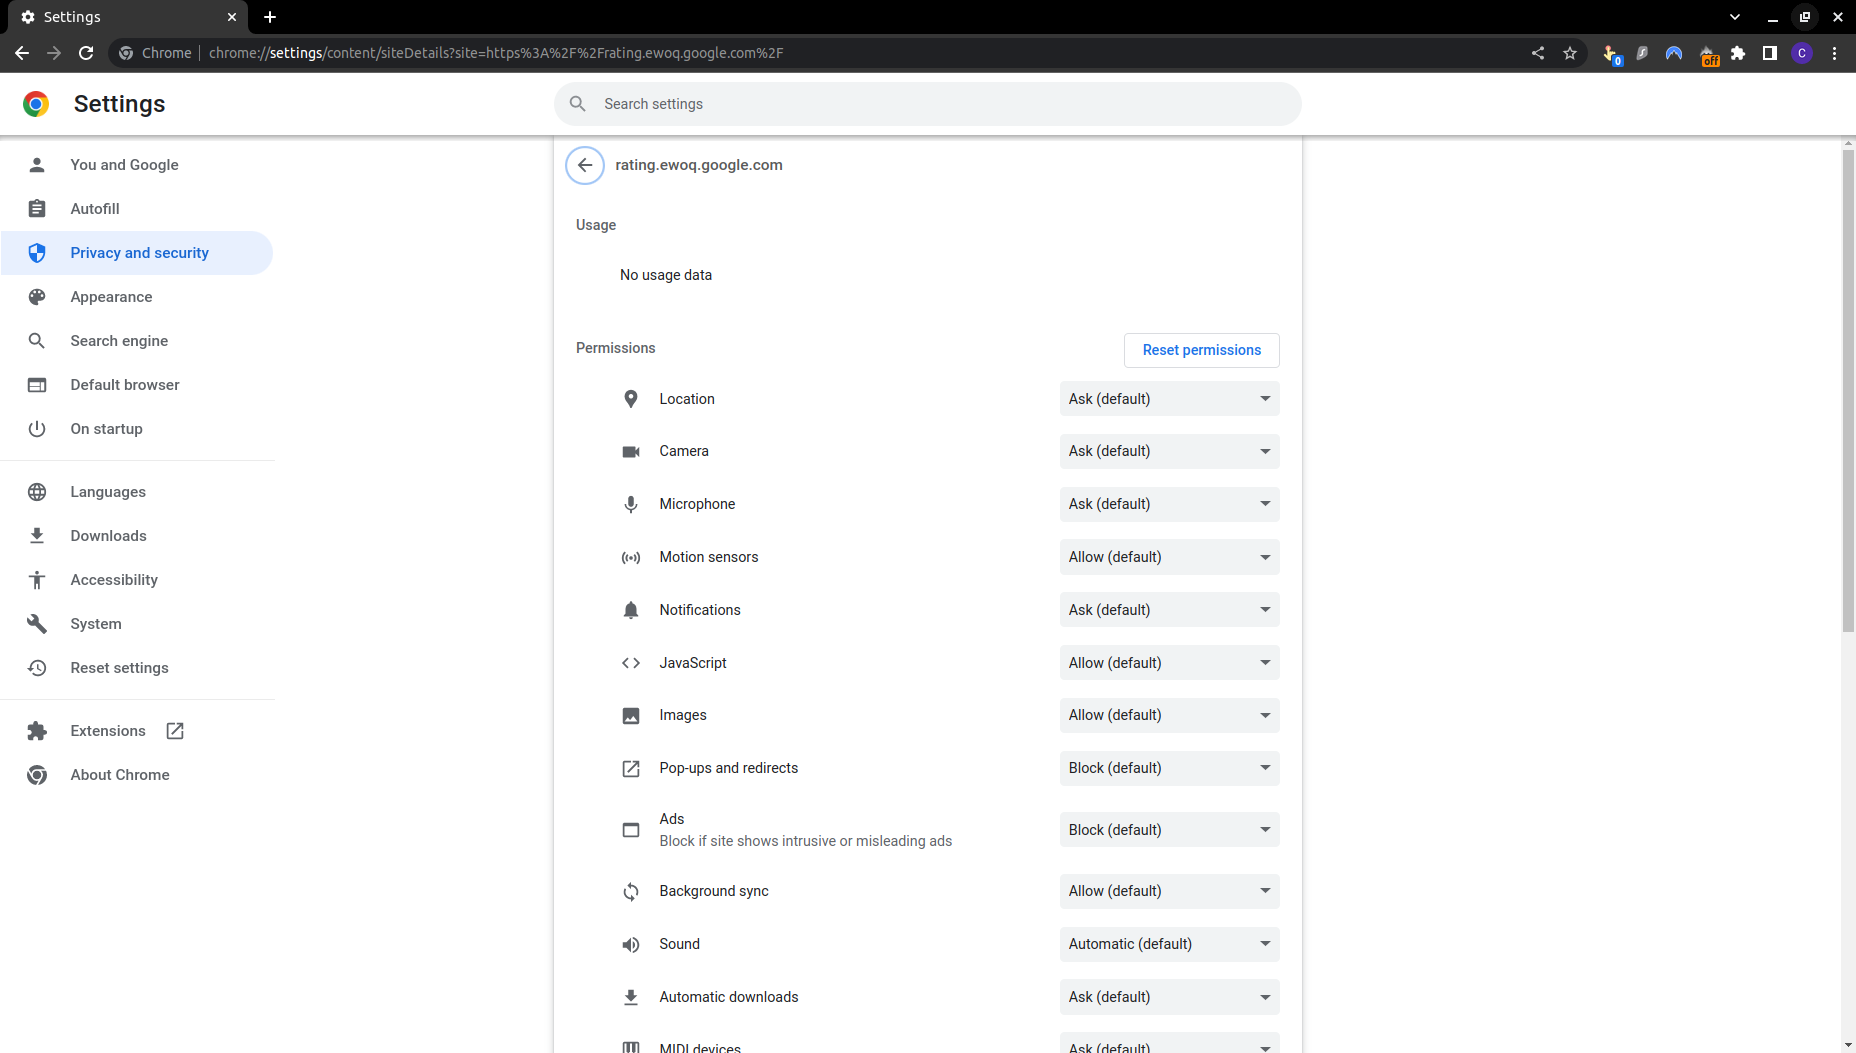 Settings
Chrome
chrome://settings/content/siteDetails?site=https%3A%2F%2Frating.ewoq.google.com%2F
0
off
C
Settings
Search settings
You and Google
Autofill
Privacy and security
Appearance
Search engine
Default browser
On startup
Languages
Downloads
Accessibility
System
Reset settings
Extensions
About Chrome
rating.ewoq.google.com
Usage
No usage data
Permissions
Reset permissions
Location
Ask (default)
Camera
Ask (default)
Microphone
Ask (default)
Motion sensors
Allow (default)
Notifications
Ask (default)
JavaScript
Allow (default)
Images
Allow (default)
Pop-ups and redirects
Block (default)
Ads
Block if site shows intrusive or misleading ads
Block (default)
Background sync
Allow (default)
Sound
Automatic (default)
Automatic downloads
Ask (default)
MIDI devices
Ask (default)